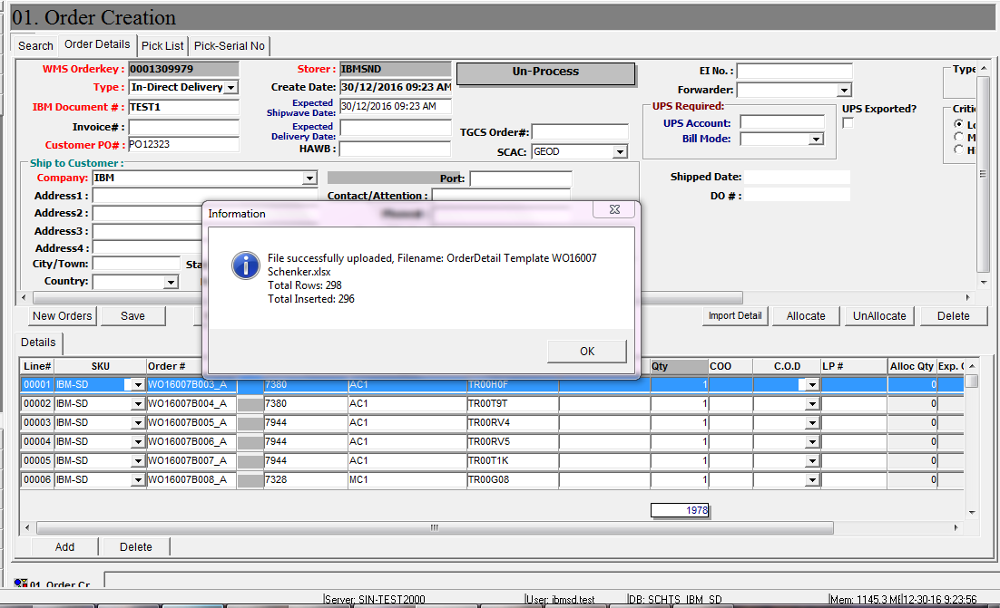 01. Order Creation
Search Order Details Pick List Pick-Serial No
WMS Orderkey : 0001309979 Storer : IBMSND Un-Process EI No. : Type
Type : In-Direct Delivery Create Date: 30/12/2016 09:23 AM Forwarder:
IBM Document # : TEST1 Expected Shipwave Date: 30/12/2016 09:23 AM UPS Required: UPS Exported? Criti
Invoice# : Expected Delivery Date: TGCS Order#: UPS Account: Lo
Customer PO# : PO12323 HAWB : SCAC: GEOD Bill Mode: M
Hi
Ship to Customer :
Company: IBM Port: Shipped Date:
Address1 : Contact/Attention : DO # :
Address2 :
Address3 :
Address4 :
City/Town: Sta
Country:
Information
File successfully uploaded, Filename: OrderDetail Template WO16007
Schenker.xlsx
Total Rows: 298
Total Inserted: 296
OK
New Orders Save Import Detail Allocate UnAllocate Delete
Details
Line# SKU Order # Qty COO C.O.D LP # Alloc Qty Exp.
00001 IBM-SD WO16007B003_A 7380 AC1 TR00H0F 1 0
00002 IBM-SD WO16007B004_A 7380 AC1 TR00T9T 1 0
00003 IBM-SD WO16007B005_A 7944 AC1 TR00RV4 1 0
00004 IBM-SD WO16007B006_A 7944 AC1 TR00RV5 1 0
00005 IBM-SD WO16007B007_A 7944 AC1 TR00T1K 1 0
00006 IBM-SD WO16007B008_A 7328 MC1 TR00G08 1 0
1978
Add Delete
01. Order Cr
Server: SIN-TEST2000 User: ibmsd.test DB: SCHTS_IBM_SD Mem: 1145.3 M 12-30-16 9:23:56